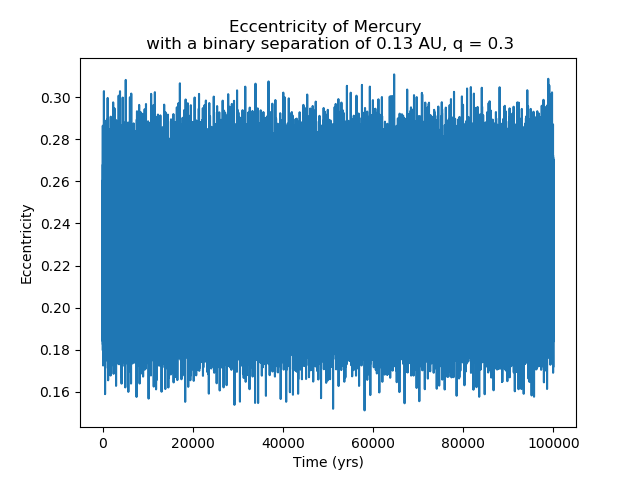 Eccentricity of Mercury
with a binary separation of 0.13 AU, q = 0.3
Eccentricity
0.30
0.28
0.26
0.24
0.22
0.20
0.18
0.16
0 20000 40000 60000 80000 100000
Time (yrs)